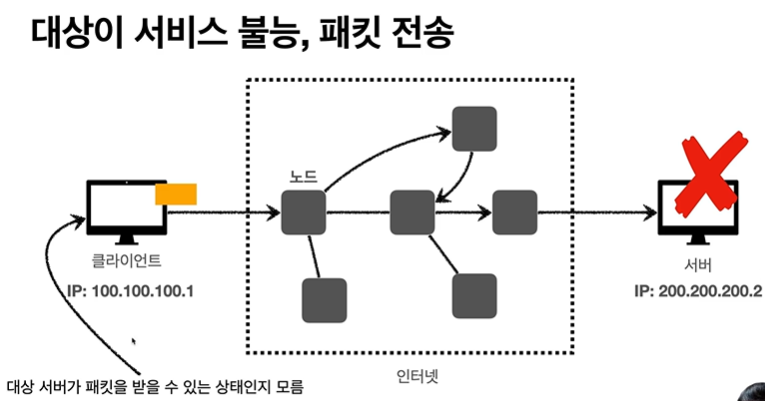 대상이 서비스 불능, 패킷 전송
노드
클라이언트
IP: 100.100.100.1
서버
IP: 200.200.200.2
인터넷
대상 서버가 패킷을 받을 수 있는 상태인지 모름